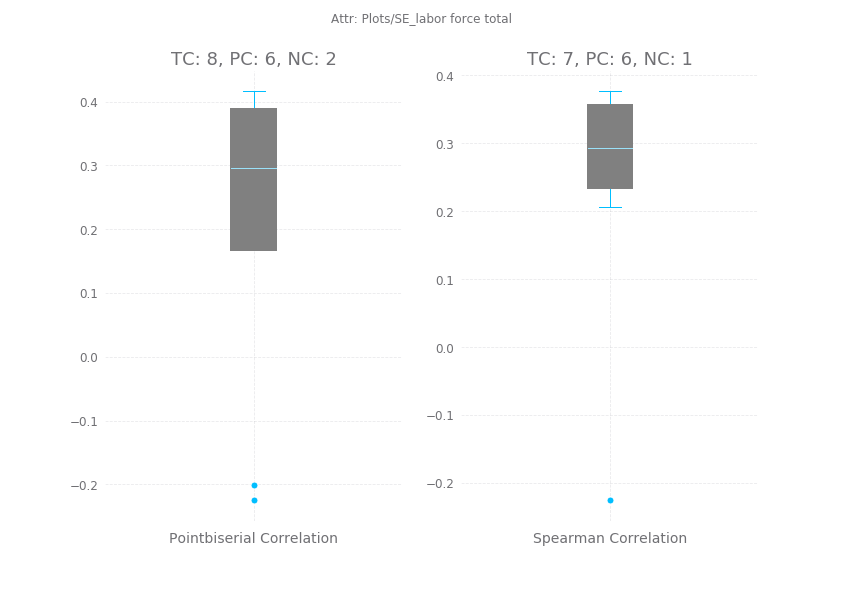 Attr: Plots/SE_labor force total
TC: 8, PC: 6, NC: 2
0.4
0.3
0.2
0.1
0.0
−0.1
−0.2
Pointbiserial Correlation
TC: 7, PC: 6, NC: 1
0.4
0.3
0.2
0.1
0.0
−0.1
−0.2
Spearman Correlation